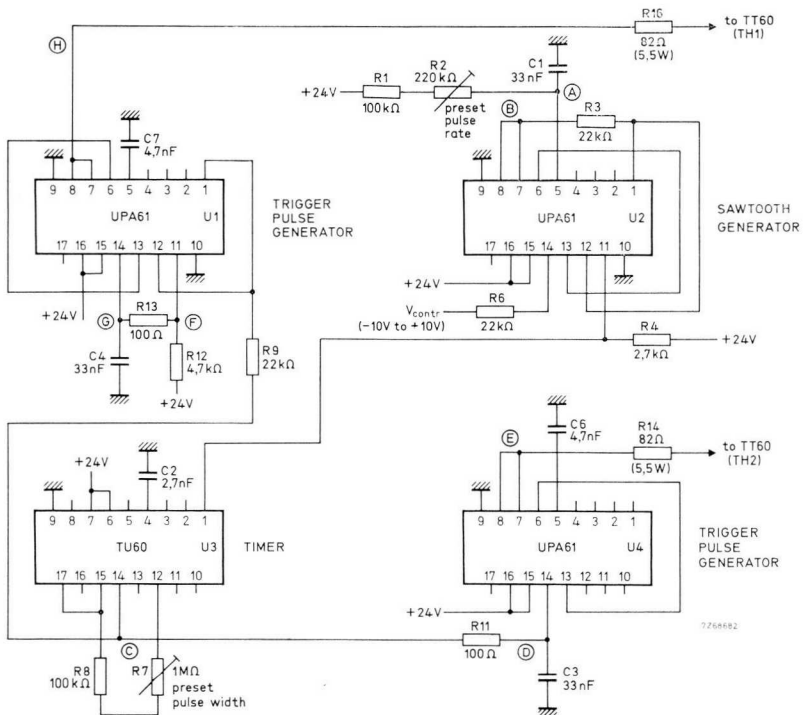 H
R16
82Ω
(5,5W)
to TT60
(TH1)
C1
33nF
R1
100kΩ
R2
220kΩ
+24V
preset
pulse
rate
A
B
R3
22kΩ
C7
4,7nF
9 8 7 6 5 4 3 2 1
UPA61 U1
17 16 15 14 13 12 11 10
TRIGGER
PULSE
GENERATOR
9 8 7 6 5 4 3 2 1
UPA61 U2
17 16 15 14 13 12 11 10
SAWTOOTH
GENERATOR
+24V
G
R13
100Ω
F
C4
33nF
R12
4,7kΩ
+24V
R9
22kΩ
+24V
Vcontr
(-10V to +10V)
R6
22kΩ
R4
2,7kΩ
+24V
+24V
C2
2,7nF
9 8 7 6 5 4 3 2 1
TU60 U3
17 16 15 14 13 12 11 10
TIMER
C6
4,7nF
E
R14
82Ω
(5,5W)
to TT60
(TH2)
9 8 7 6 5 4 3 2 1
UPA61 U4
17 16 15 14 13 12 11 10
TRIGGER
PULSE
GENERATOR
+24V
7Z68682
C
R11
100Ω
D
R8
100kΩ
R7
1MΩ
preset
pulse width
C3
33nF